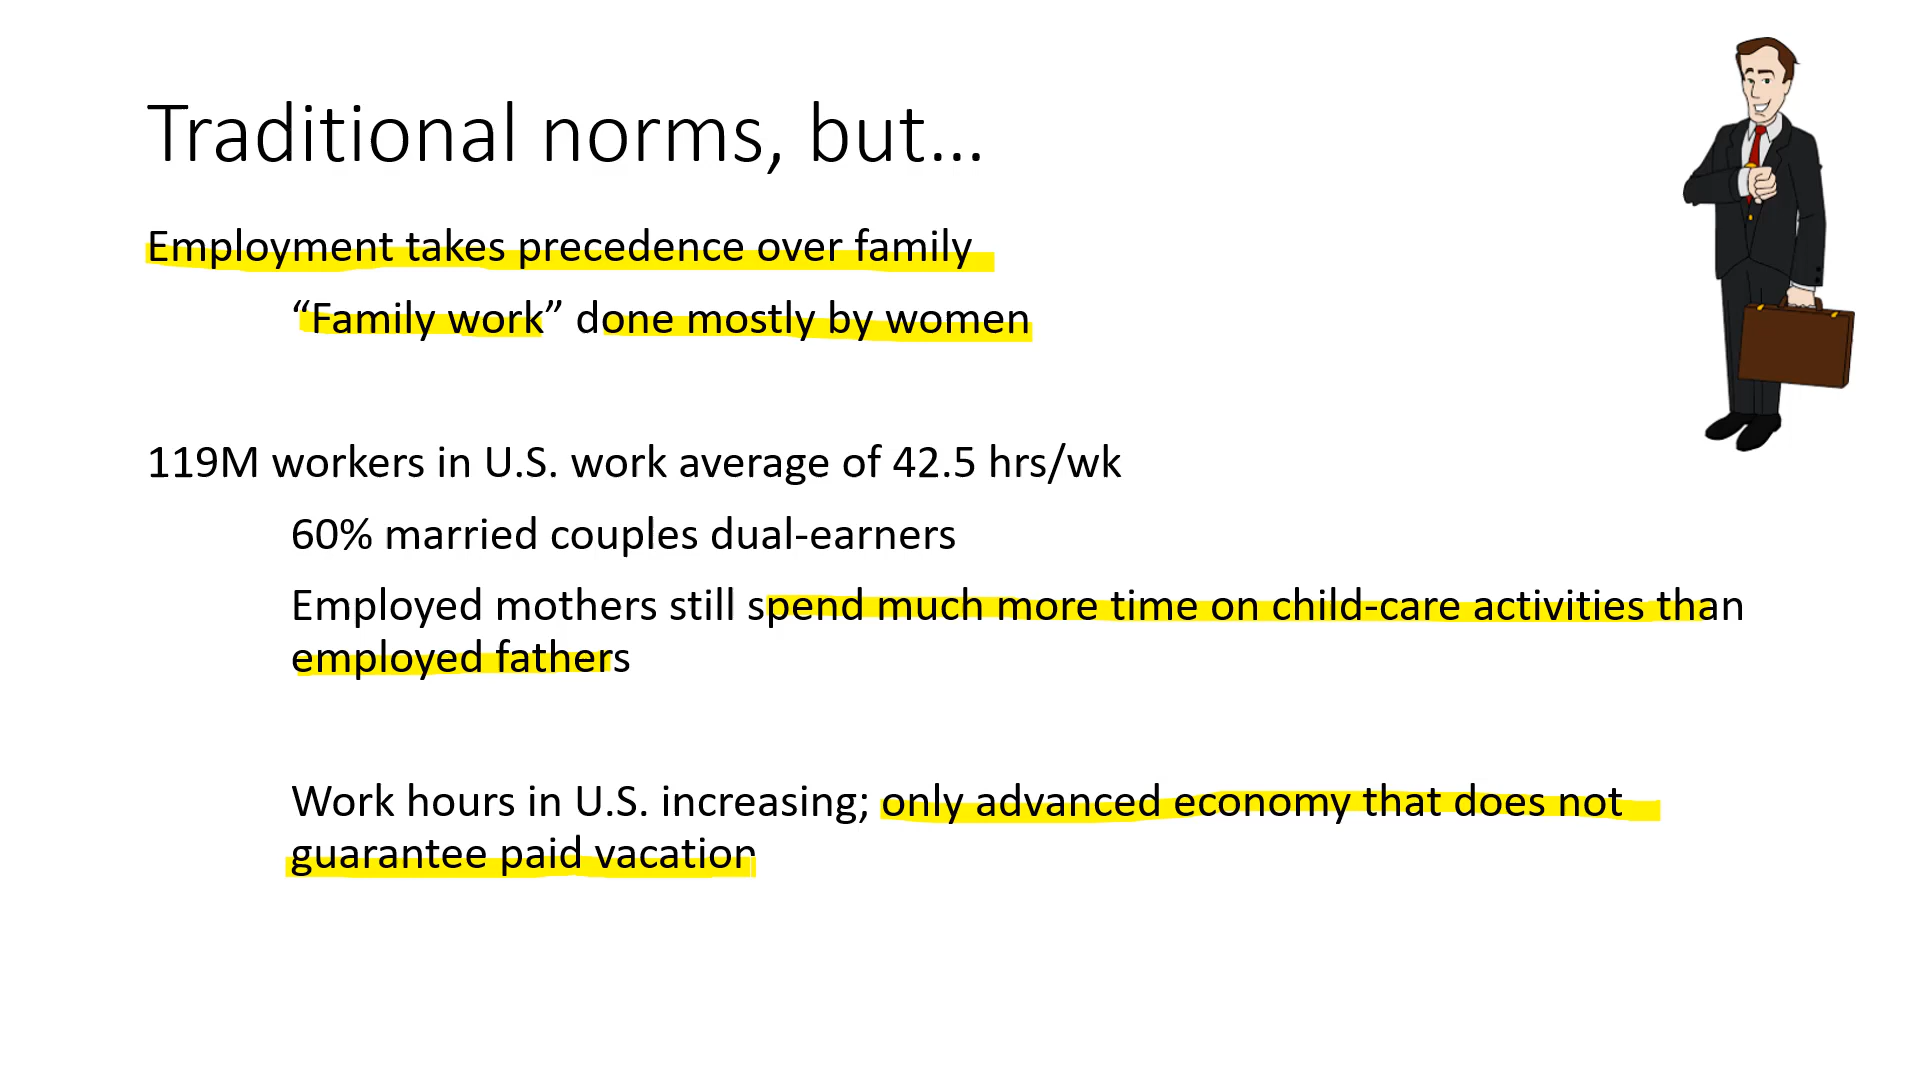 Traditional norms, but…
Employment takes precedence over family
“Family work” done mostly by women
119M workers in U.S. work average of 42.5 hrs/wk
60% married couples dual-earners
Employed mothers still spend much more time on child-care activities than
employed fathers
Work hours in U.S. increasing; only advanced economy that does not
guarantee paid vacation